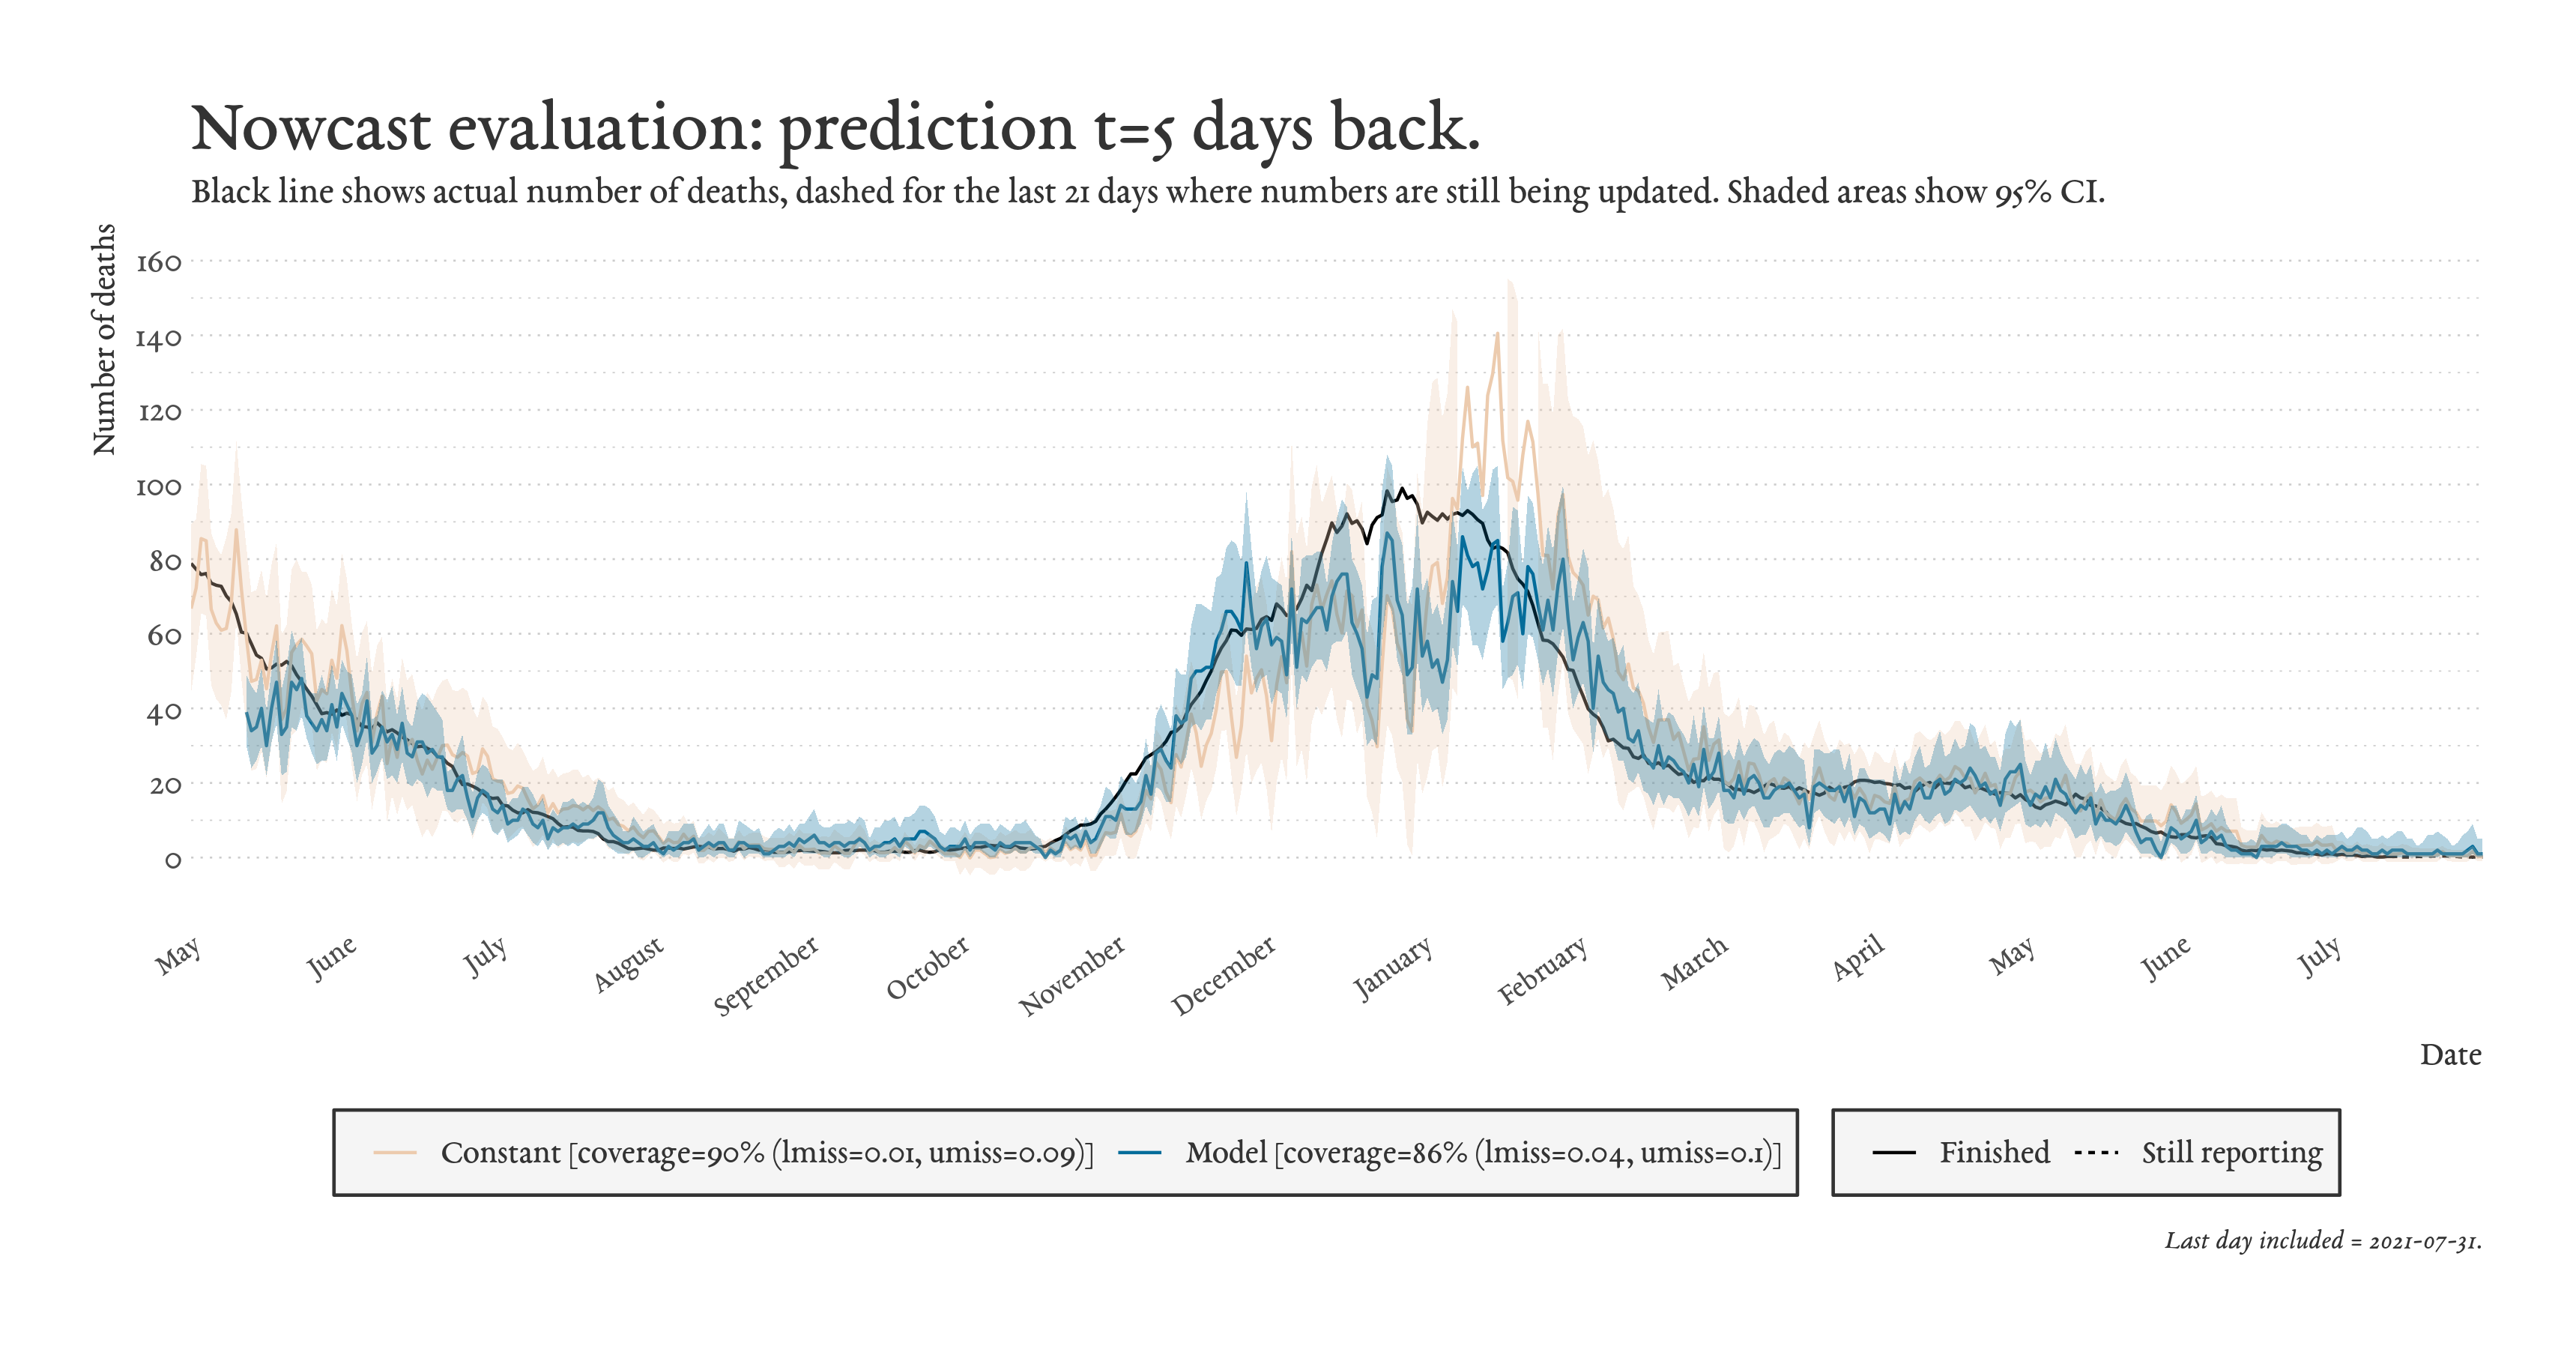 Nowcast evaluation: prediction t=5 days back.
Black line shows actual number of deaths, dashed for the last 21 days where numbers are still being updated. Shaded areas show 95% CI.
Number of deaths
160
140
120
100
80
60
40
20
0
May
June
July
August
September
October
November
December
January
February
March
April
May
June
July
Date
Constant [coverage=90% (lmiss=0.01, umiss=0.09)]
Model [coverage=86% (lmiss=0.04, umiss=0.1)]
Finished
Still reporting
Last day included = 2021-07-31.